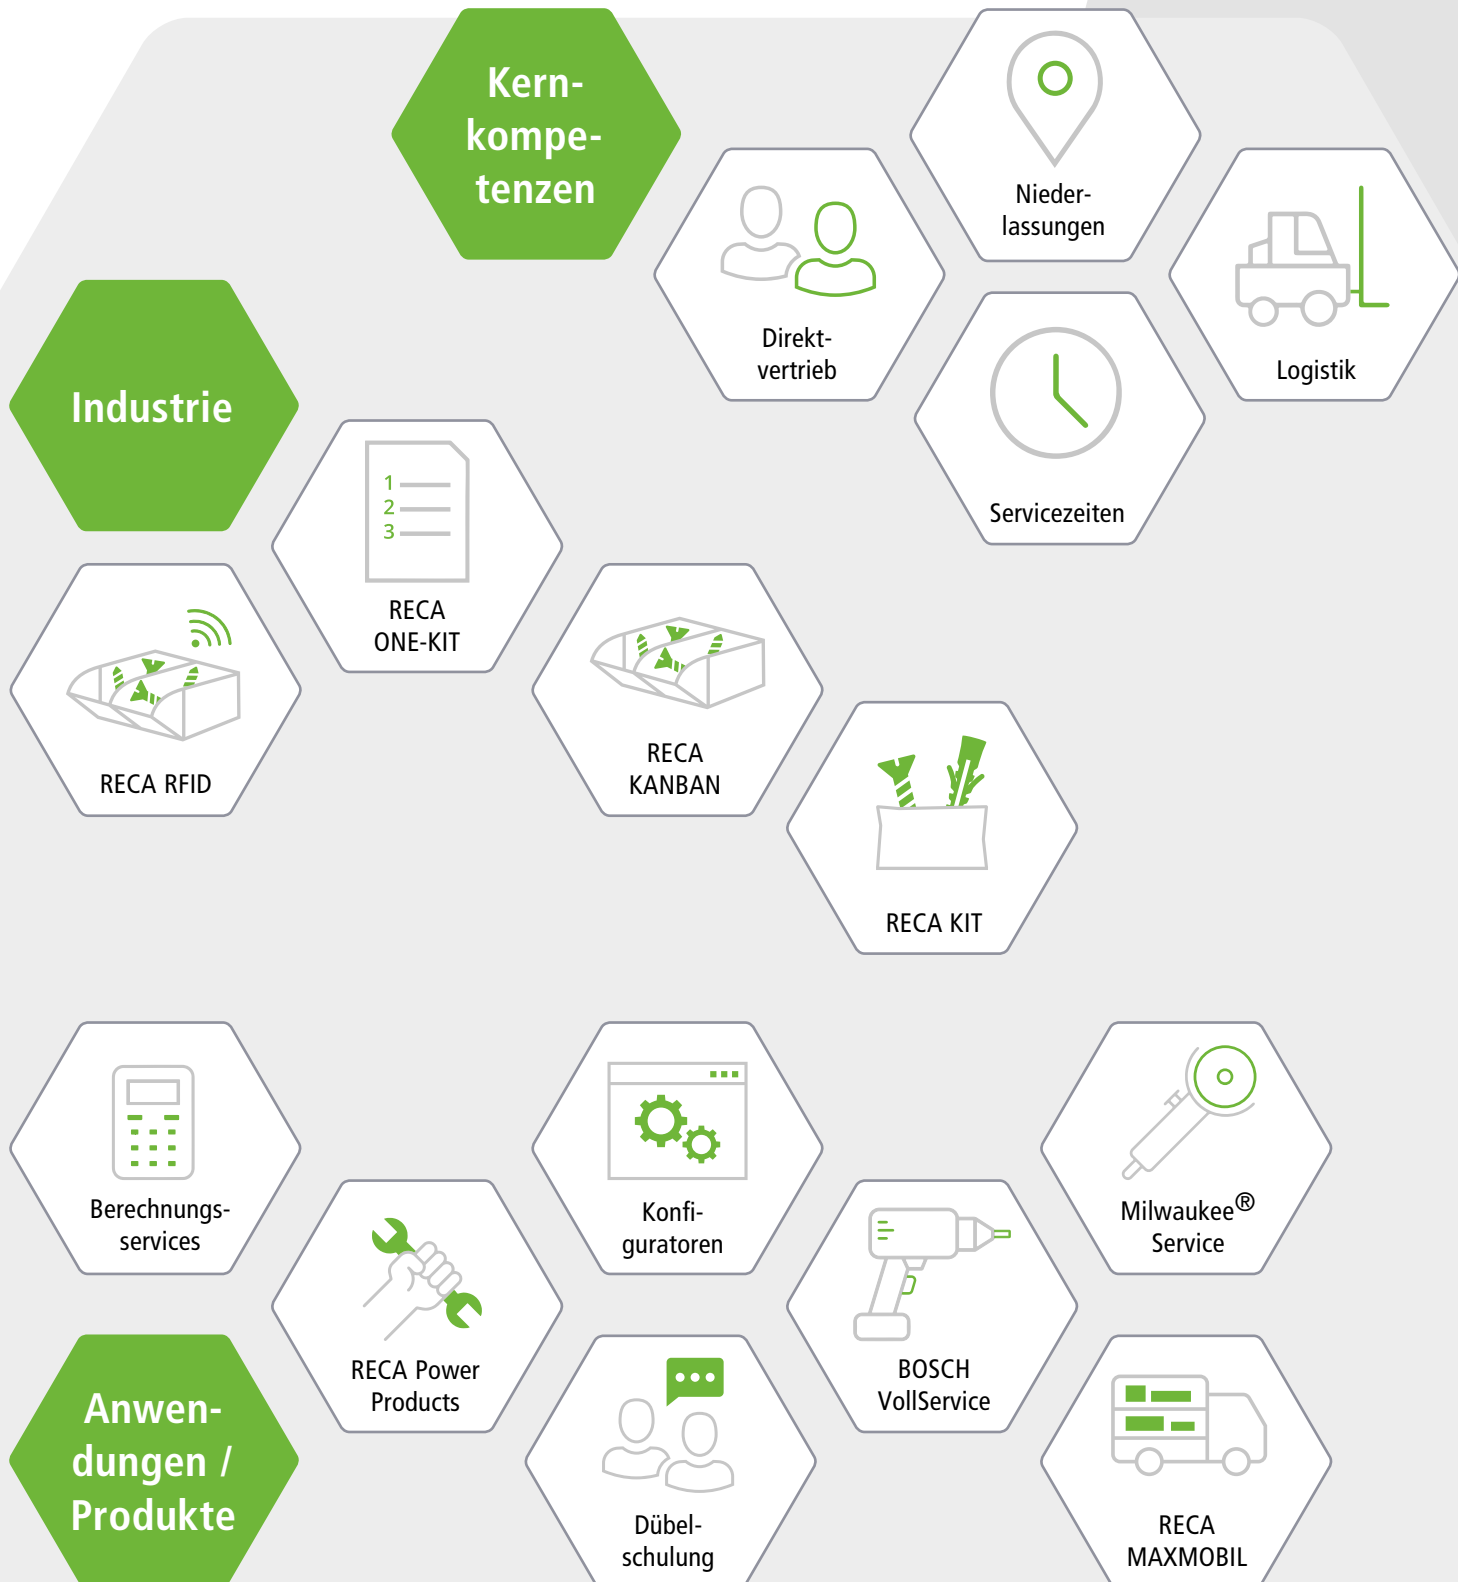 Kern-
kompe-
tenzen
Nieder-
lassungen
Direkt-
vertrieb
Logistik
Servicezeiten
Industrie
1
2
3
RECA
ONE-KIT
RECA RFID
RECA
KANBAN
RECA KIT
Berechnungs-
services
Konfi-
guratoren
Milwaukee®
Service
RECA Power
Products
BOSCH
VollService
Anwen-
dungen /
Produkte
Dübel-
schulung
RECA
MAXMOBIL